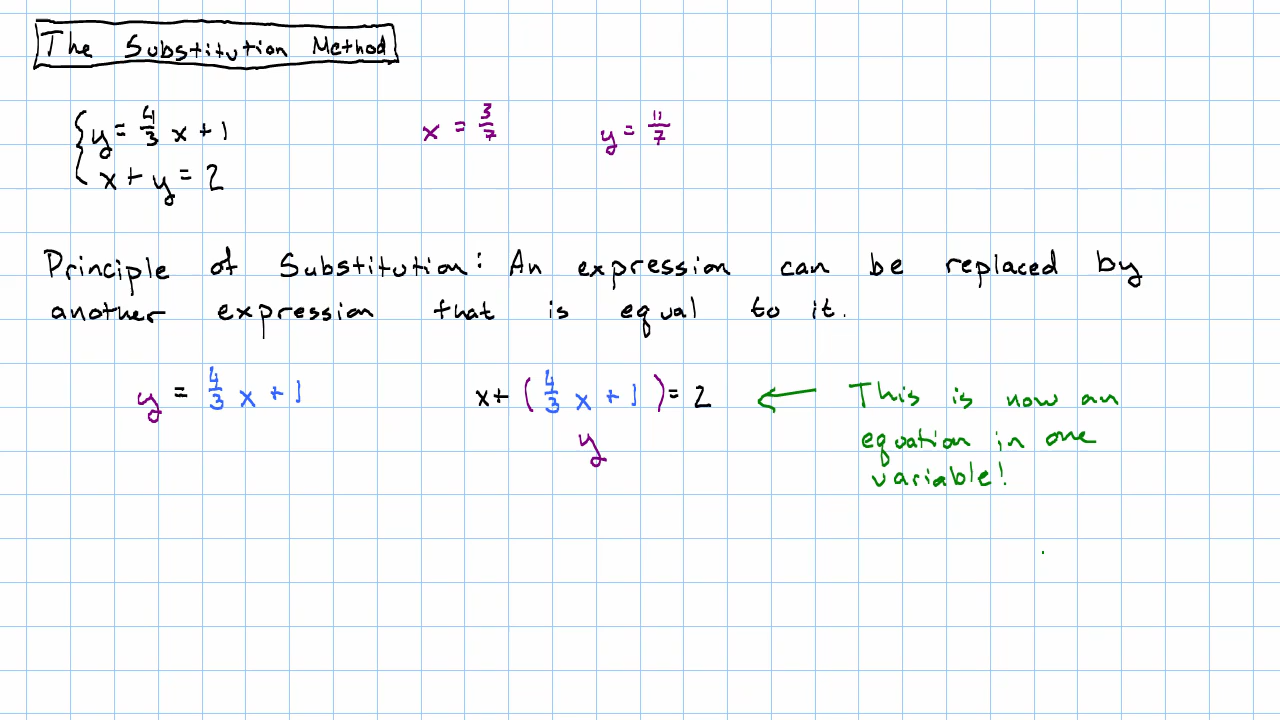 The Substitution Method
y = 4/3 x + 1    x = 3/7    y = 11/7
x + y = 2
Principle of Substitution: An expression can be replaced by
another expression that is equal to it.
y = 4/3 x + 1    x + (4/3 x + 1) = 2 ← This is now an
y    equation in one
variable!